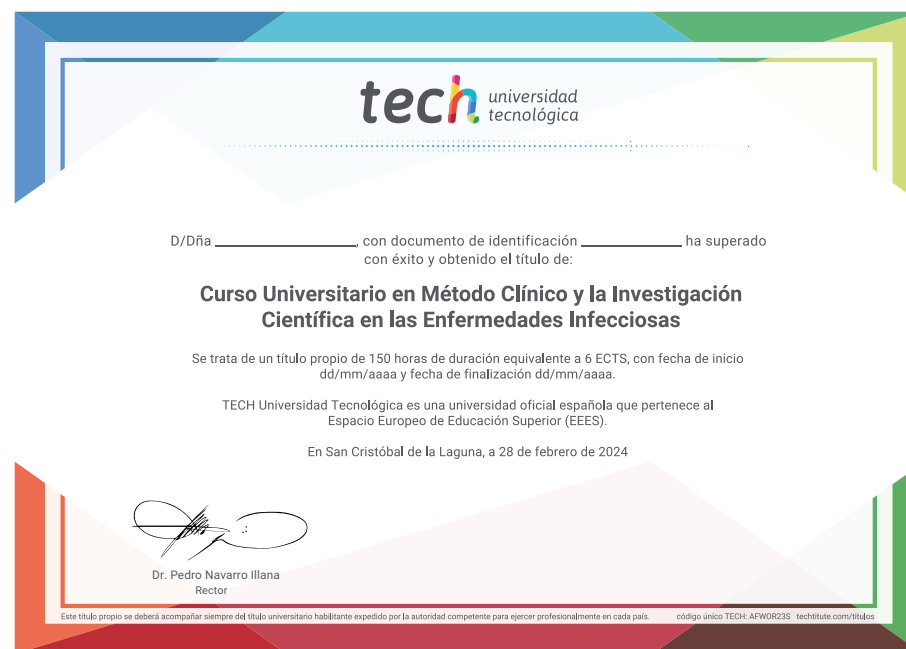 tech universidad
tecnológica
D/Dña ________, con documento de identificación ________ ha superado
con éxito y obtenido el título de:
Curso Universitario en Método Clínico y la Investigación
Científica en las Enfermedades Infecciosas
Se trata de un título propio de 150 horas de duración equivalente a 6 ECTS, con fecha de inicio
dd/mm/aaaa y fecha de finalización dd/mm/aaaa.
TECH Universidad Tecnológica es una universidad oficial española que pertenece al
Espacio Europeo de Educación Superior (EEES).
En San Cristóbal de la Laguna, a 28 de febrero de 2024
Dr. Pedro Navarro Illana
Rector
Este título propio se deberá acompañar siempre del título universitario habilitante expedido por la autoridad competente para ejercer profesionalmente en cada país. código único TECH: AFWOR23S techtitute.com/titulos